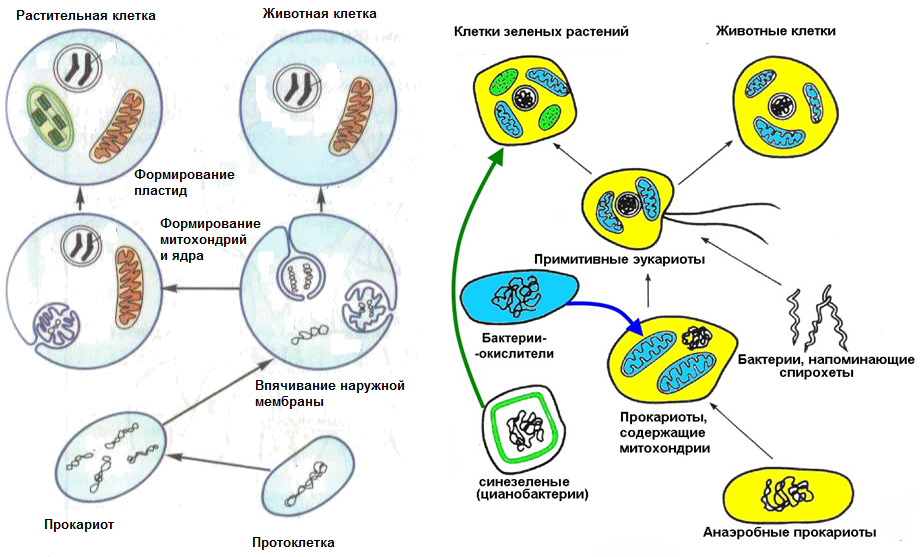 Растительная клетка
Животная клетка
Формирование
пластид
Формирование
митохондрий
и ядра
Впячивание наружной
мембраны
Прокариот
Протоклетка
Клетки зеленых растений
Животные клетки
Примитивные эукариоты
Бактерии-
-окислители
Бактерии, напоминающие
спирохеты
Прокариоты,
содержащие
митохондрии
синезеленые
(цианобактерии)
Анаэробные прокариоты